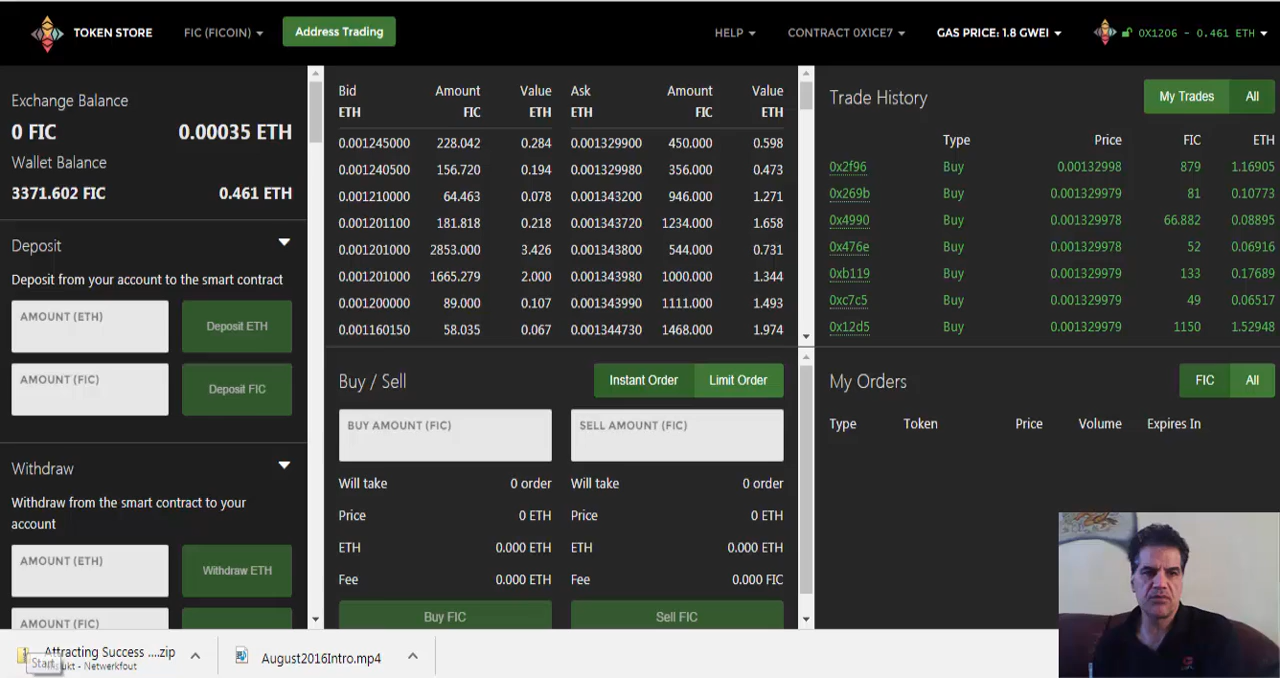 TOKEN STORE FIC (FICOIN) Address Trading HELP CONTRACT 0X1CE7 GAS PRICE: 1.8 GWEI 0X1206 - 0.461 ETH
Exchange Balance
0 FIC 0.00035 ETH
Wallet Balance
3371.602 FIC 0.461 ETH
Deposit
Deposit from your account to the smart contract
AMOUNT (ETH) Deposit ETH
AMOUNT (FIC) Deposit FIC
Withdraw
Withdraw from the smart contract to your
account
AMOUNT (ETH) Withdraw ETH
AMOUNT (FIC)
Bid Amount Value Ask Amount Value
ETH FIC ETH ETH FIC ETH
0.001245000 228.042 0.284 0.001329900 450.000 0.598
0.001240500 156.720 0.194 0.001329980 356.000 0.473
0.001210000 64.463 0.078 0.001343200 946.000 1.271
0.001201100 181.818 0.218 0.001343720 1234.000 1.658
0.001201000 2853.000 3.426 0.001343800 544.000 0.731
0.001201000 1665.279 2.000 0.001343980 1000.000 1.344
0.001200000 89.000 0.107 0.001343990 1111.000 1.493
0.001160150 58.035 0.067 0.001344730 1468.000 1.974
Buy / Sell Instant Order Limit Order
BUY AMOUNT (FIC) SELL AMOUNT (FIC)
Will take 0 order Will take 0 order
Price 0 ETH Price 0 ETH
ETH 0.000 ETH ETH 0.000 ETH
Fee 0.000 ETH Fee 0.000 FIC
Buy FIC Sell FIC
Trade History My Trades All
Type Price FIC ETH
0x2f96 Buy 0.00132998 879 1.16905
0x269b Buy 0.001329979 81 0.10773
0x4990 Buy 0.001329978 66.882 0.08895
0x476e Buy 0.001329978 52 0.06916
0xb119 Buy 0.001329979 133 0.17689
0xc7c5 Buy 0.001329979 49 0.06517
0x12d5 Buy 0.001329979 1150 1.52948
My Orders FIC All
Type Token Price Volume Expires In
Attracting Success ....zip August2016Intro.mp4
Start ukt - Netwerkfout